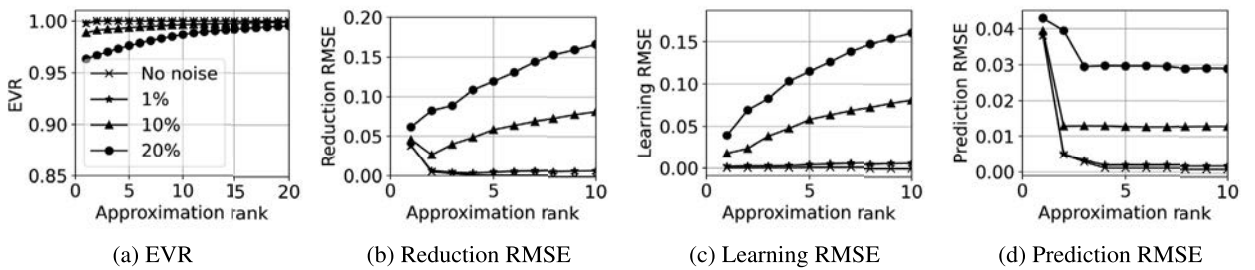 1.00
0.95
0.90
0.85
EVR
No noise
1%
10%
20%
0 5 10 15 20
Approximation rank
(a) EVR
0.20
0.15
0.10
0.05
0.00
Reduction RMSE
0 5 10
Approximation rank
(b) Reduction RMSE
0.15
0.10
0.05
0.00
Learning RMSE
0 5 10
Approximation rank
(c) Learning RMSE
0.04
0.03
0.02
0.01
0.00
Prediction RMSE
0 5 10
Approximation rank
(d) Prediction RMSE